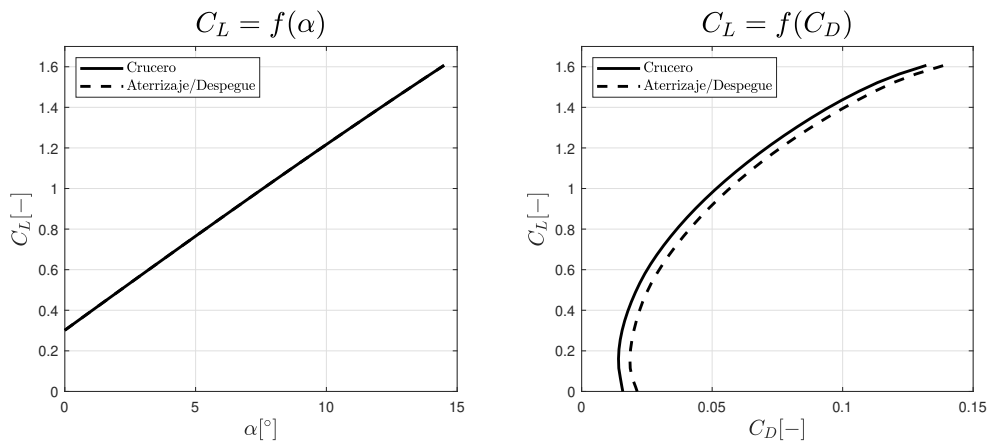 C_L = f(α)
Crucero
Aterrizaje/Despegue
1.6
1.4
1.2
1
0.8
0.6
0.4
0.2
0
C_L[−]
0 5 10 15
α[°]
C_L = f(C_D)
Crucero
Aterrizaje/Despegue
1.6
1.4
1.2
1
0.8
0.6
0.4
0.2
0
C_L[−]
0 0.05 0.1 0.15
C_D[−]